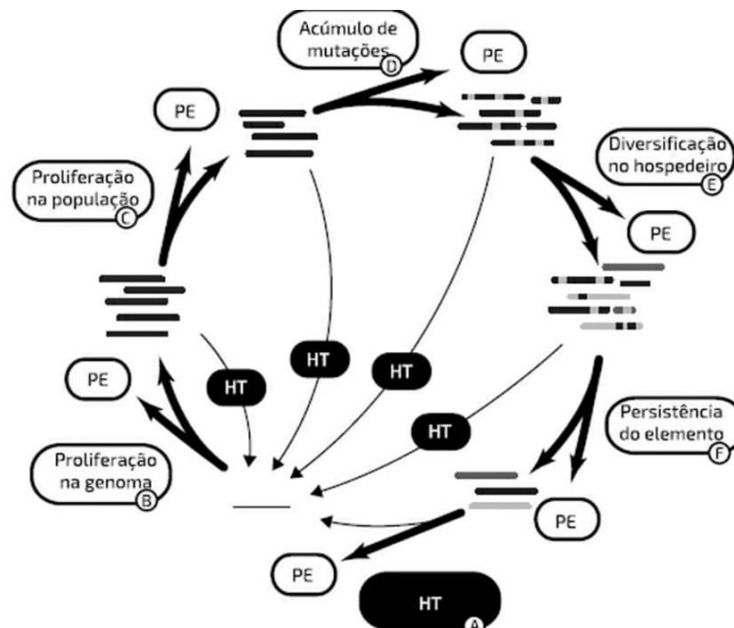 Acúmulo de
mutações
D
PE
PE
Proliferação
na população
C
Diversificação
no hospedeiro
E
PE
HT
HT
HT
HT
PE
Proliferação
na genoma
B
Persistência
do elemento
F
PE
PE
HT
A